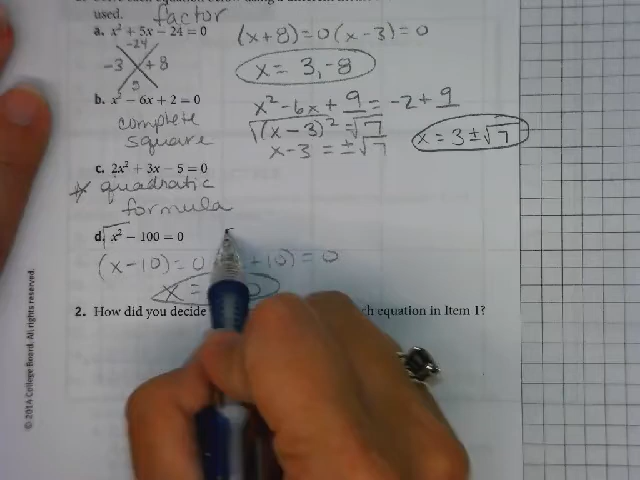 used. factor
a. x² + 5x - 24 = 0 (x+8)=0(x-3)=0
-24
-3 +8
5
x = 3, -8
b. x² - 6x + 2 = 0
x² - 6x + 9 = -2 + 9
complete
square
√(x-3)² = √7
x = 3 ± √7
x-3 = ±√7
c. 2x² + 3x - 5 = 0
quadratic
formula
d. √x² - 100 = 0
(x-10)=0 +10)=0
x =
2. How did you decide ch equation in Item 1?
© 2014 College Board. All rights reserved.